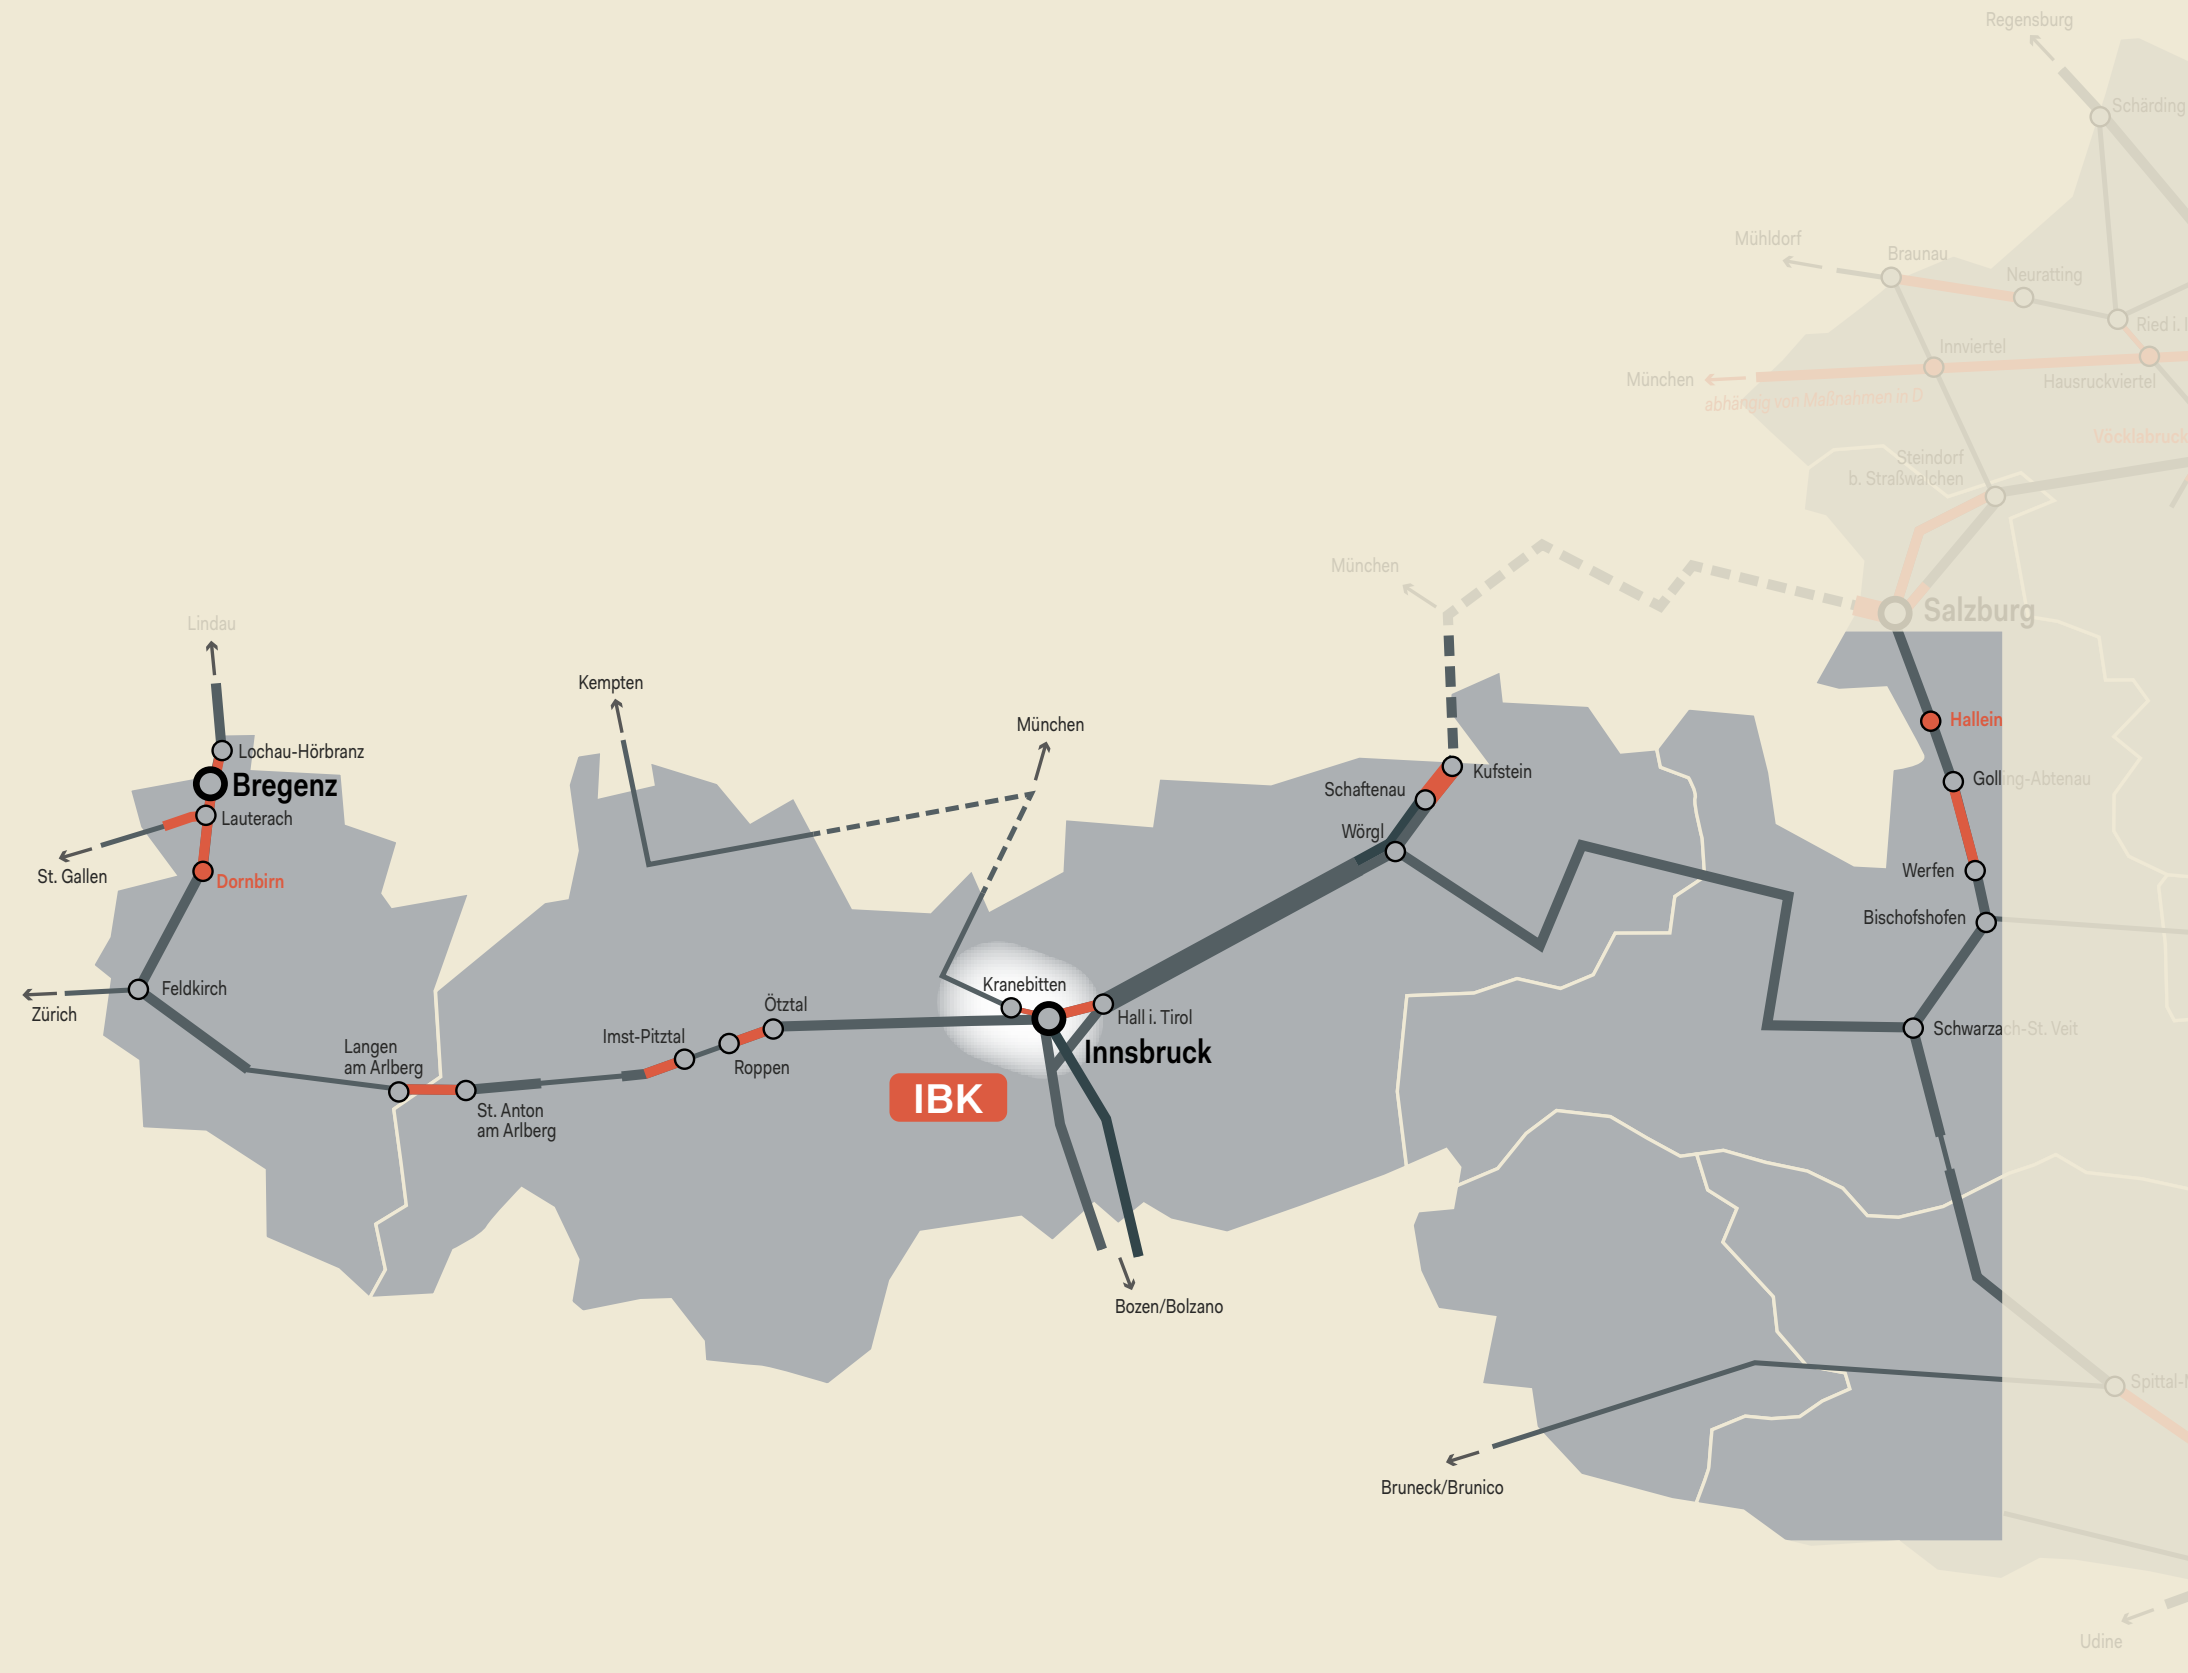 Regensburg
Schärding
Mühldorf
Braunau
Neuratting
Ried i. I
Innviertel
München
Hausruckviertel
abhängig von Maßnahmen in D
Vöcklabruck
Steindorf
b. Straßwalchen
München
Salzburg
Lindau
Kempten
München
Hallein
Lochau-Hörbranz
Bregenz
Lauterach
St. Gallen
Dornbirn
Kufstein
Schaftenau
Wörgl
Golling-Abtenau
Werfen
Bischofshofen
Feldkirch
Zürich
Kranebitten
Ötztal
Hall i. Tirol
Imst-Pitztal
Roppen
Innsbruck
Langen
am Arlberg
IBK
St. Anton
am Arlberg
Schwarzach-St. Veit
Bozen/Bolzano
Spittal-
Bruneck/Brunico
Udine